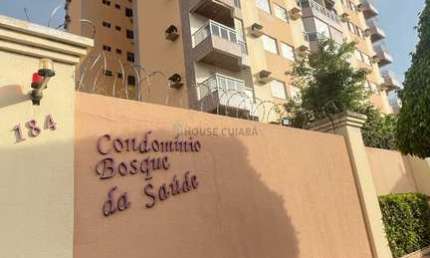 184
HOUSE CUIABÁ
Condomínio
Bosque
da Saúde